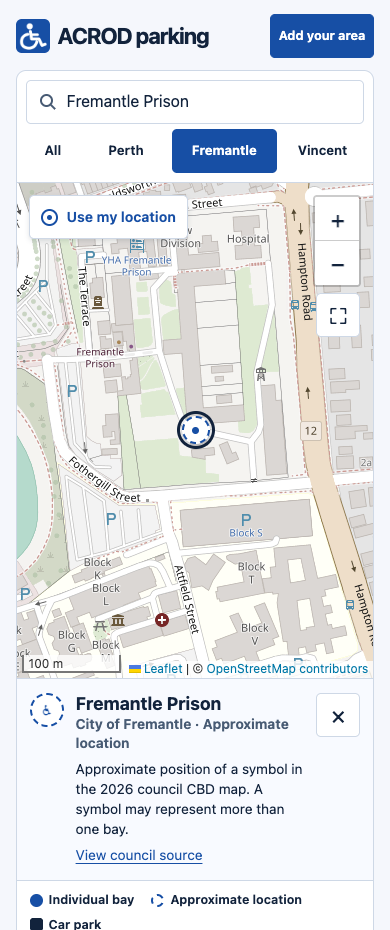 ACROD parking
Add your area
Fremantle Prison
All
Perth
Fremantle
Vincent
Use my location
Street
+
−
Division
Hospital
YHA Fremantle
Prison
The Terrace
Hampton Road
Fremantle
Prison
12
Fothergill Street
P
P
P
P
P
P
Block S
Block
K
Block
L
Block
T
Attfield Street
Block
G
Block
M
Block
V
Hampton R
2a
100 m
Leaflet | © OpenStreetMap contributors
Fremantle Prison
City of Fremantle · Approximate
location
Approximate position of a symbol in
the 2026 council CBD map. A
symbol may represent more than
one bay.
View council source
Individual bay
Approximate location
Car park